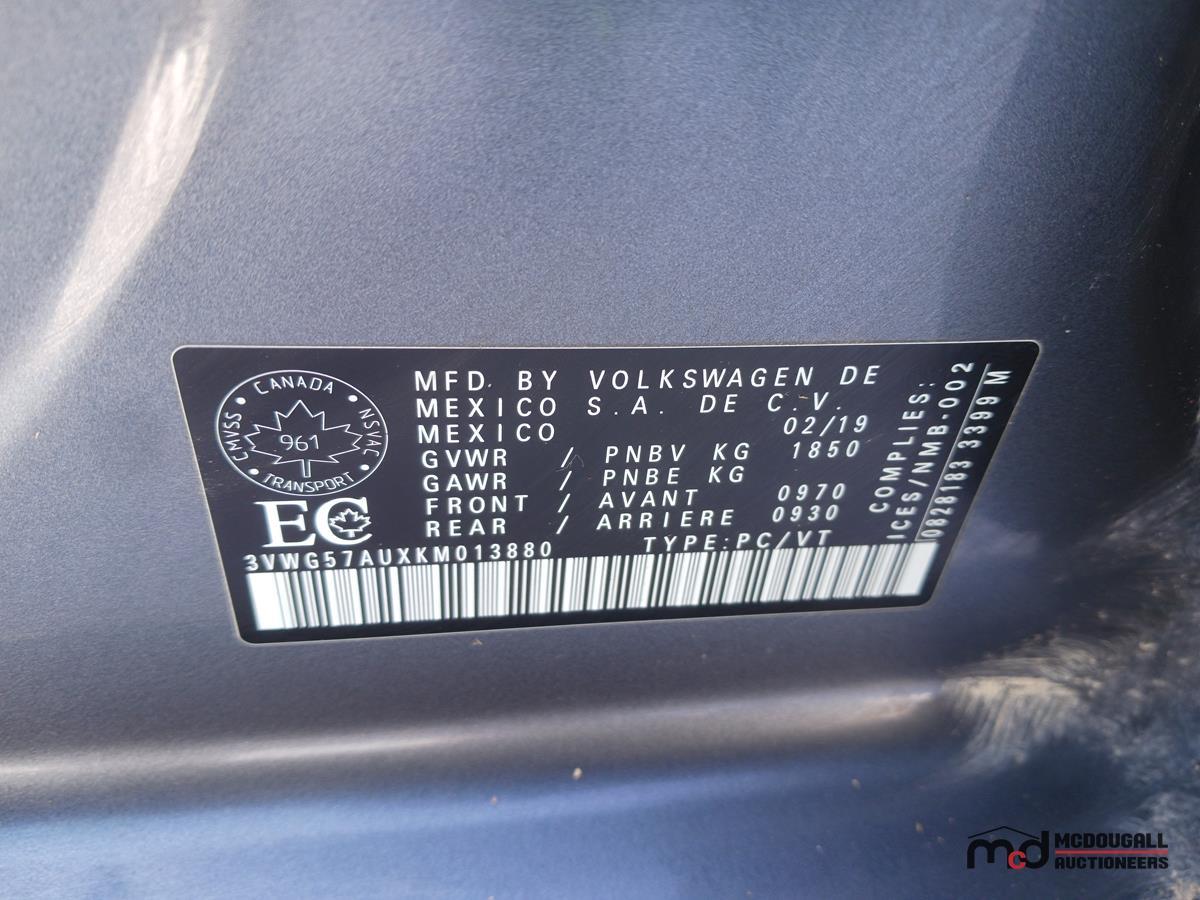 CANADA
CMVSS • NSVAC
961
TRANSPORT
EC
MFD. BY VOLKSWAGEN DE
MEXICO S.A. DE C.V.
MEXICO 02/19
GVWR / PNBV KG 1850
GAWR / PNBE KG
FRONT / AVANT 0970
REAR / ARRIERE 0930
3VWG57AUXKM013880 TYPE:PC/VT
COMPLIES:
ICES/NMB-002
0828183 3399 M
mcd MCDOUGALL
AUCTIONEERS